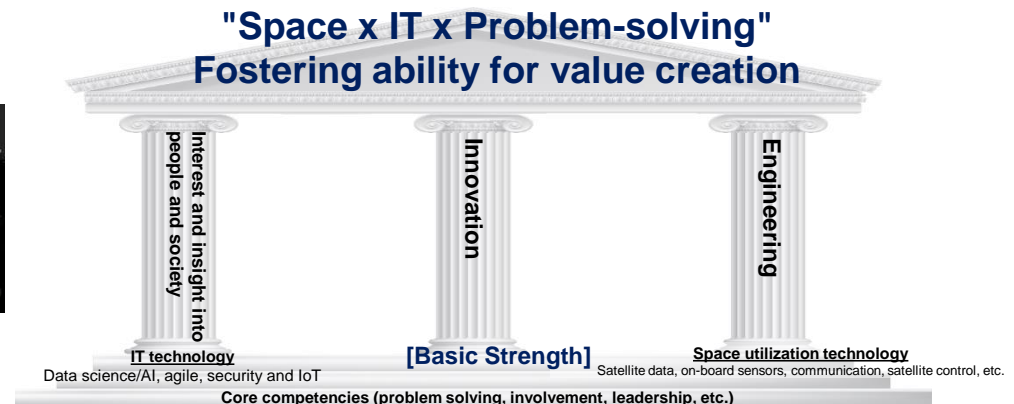 "Space x IT x Problem-solving"
Fostering ability for value creation
Interest and insight into
people and society
Innovation
Engineering
IT technology
Data science/AI, agile, security and IoT
[Basic Strength]
Space utilization technology
Satellite data, on-board sensors, communication, satellite control, etc.
Core competencies (problem solving, involvement, leadership, etc.)